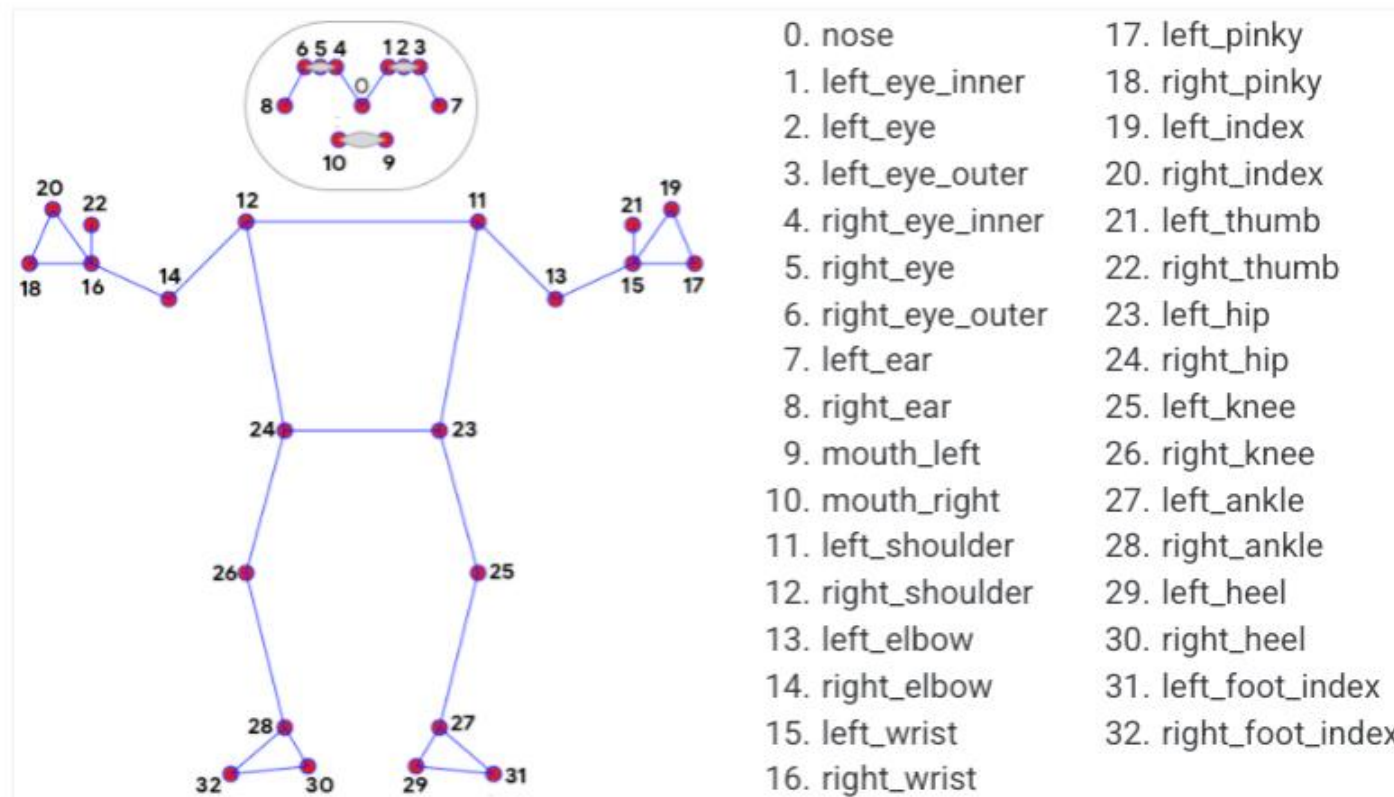 6 5 4 1 2 3
0
8 7
10 9
20 22 12 11 21 19
18 16 14 13 15 17
24 23
26 25
28 27
32 30 29 31
0. nose
1. left_eye_inner
2. left_eye
3. left_eye_outer
4. right_eye_inner
5. right_eye
6. right_eye_outer
7. left_ear
8. right_ear
9. mouth_left
10. mouth_right
11. left_shoulder
12. right_shoulder
13. left_elbow
14. right_elbow
15. left_wrist
16. right_wrist
17. left_pinky
18. right_pinky
19. left_index
20. right_index
21. left_thumb
22. right_thumb
23. left_hip
24. right_hip
25. left_knee
26. right_knee
27. left_ankle
28. right_ankle
29. left_heel
30. right_heel
31. left_foot_index
32. right_foot_index